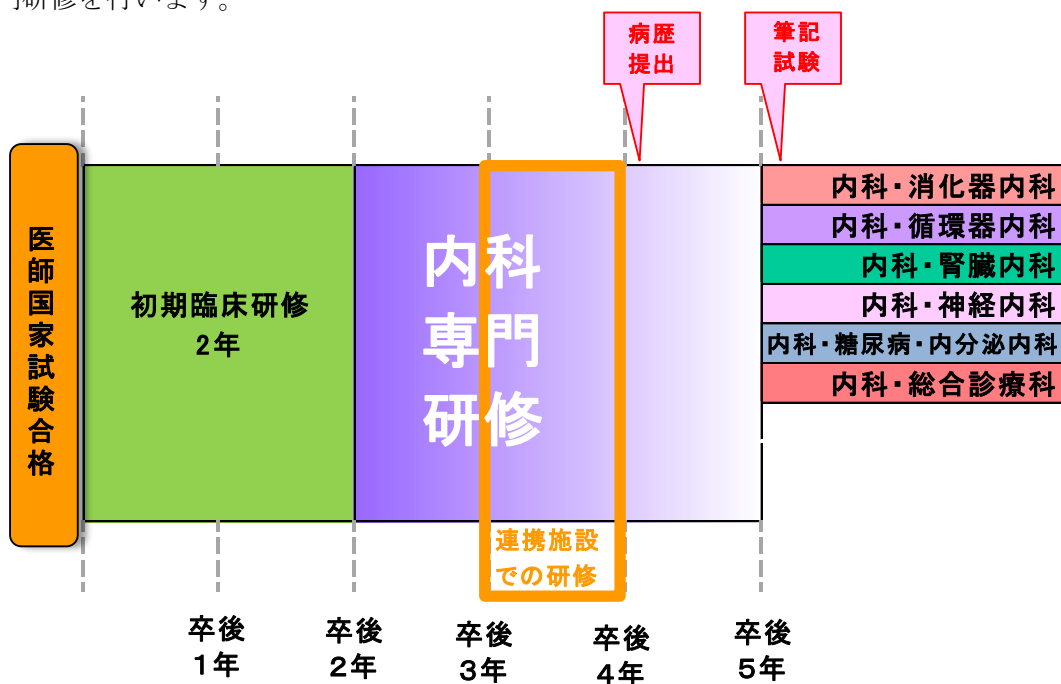 研修を行います。
病歴
提出
筆記
試験
医師国家試験合格
初期臨床研修
2年
内科
専門
研修
内科・消化器内科
内科・循環器内科
内科・腎臓内科
内科・神経内科
内科・糖尿病・内分泌内科
内科・総合診療科
連携施設
での研修
卒後
1年
卒後
2年
卒後
3年
卒後
4年
卒後
5年